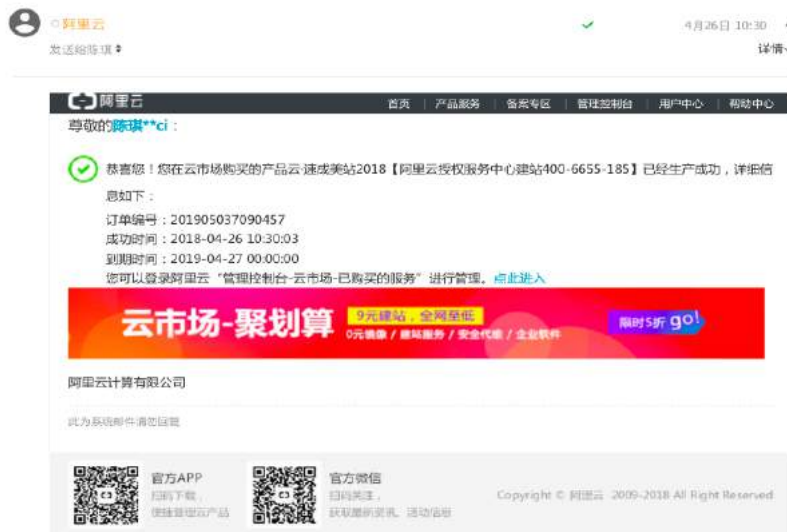 阿里云
4月26日 10:30
发送给陈琪
详情
阿里云
首页 | 产品服务 | 备案专区 | 管理控制台 | 用户中心 | 帮助中心
尊敬的陈琪**ci：
恭喜您！您在云市场购买的产品云·速成美站2018【阿里云授权服务中心建站400-6655-185】已经生产成功，详细信
息如下：
订单编号：201905037090457
成功时间：2018-04-26 10:30:03
到期时间：2019-04-27 00:00:00
您可以登录阿里云“管理控制台-云市场-已购买的服务”进行管理。点此进入
云市场-聚划算
9元建站，全网至低
0元镜像 / 建站服务 / 安全代维 / 企业软件
限时5折 go!
阿里云计算有限公司
此为系统邮件请勿回复
官方APP
扫码下载，
便捷管理云产品
官方微信
扫码关注，
获取最新资讯、活动信息
Copyright © 阿里云 2009-2018 All Right Reserved